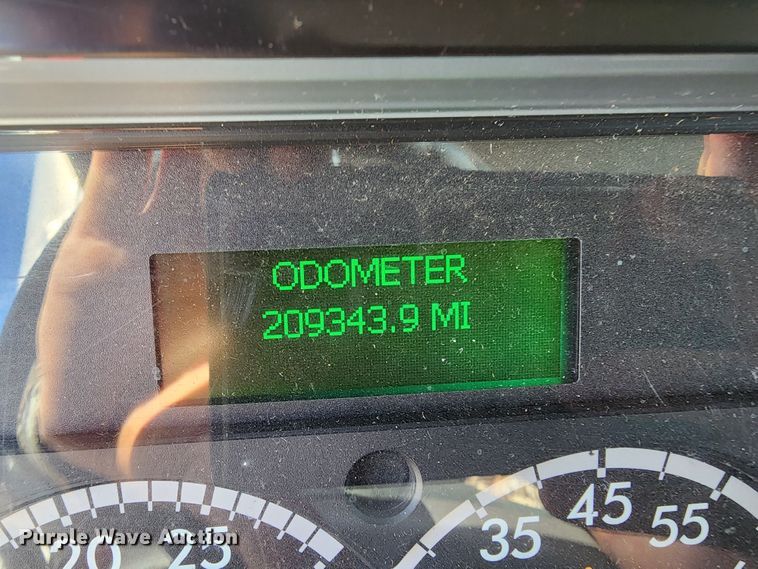 ODOMETER
209343.9 MI
20 25
35 45 55
Purple Wave Auction